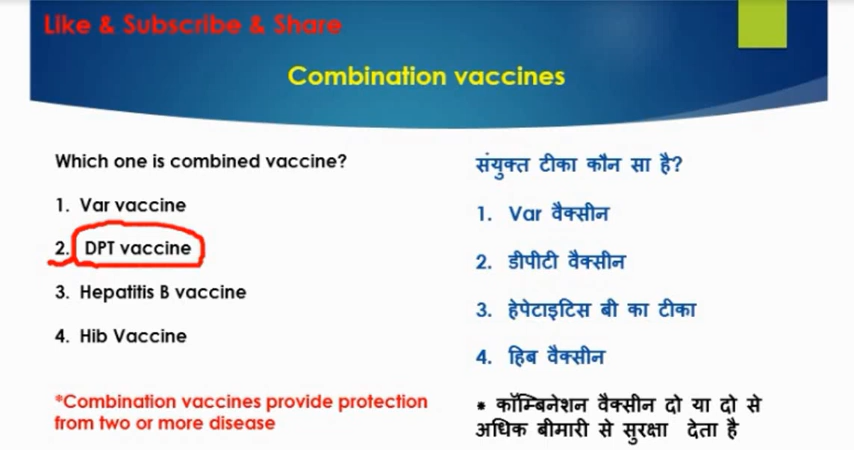 Like & Subscribe & Share
Combination vaccines
Which one is combined vaccine?
1. Var vaccine
2. DPT vaccine
3. Hepatitis B vaccine
4. Hib Vaccine
*Combination vaccines provide protection
from two or more disease
संयुक्त टीका कौन सा है?
1. Var वैक्सीन
2. डीपीटी वैक्सीन
3. हेपेटाइटिस बी का टीका
4. हिब वैक्सीन
* कॉम्बिनेशन वैक्सीन दो या दो से
अधिक बीमारी से सुरक्षा देता है